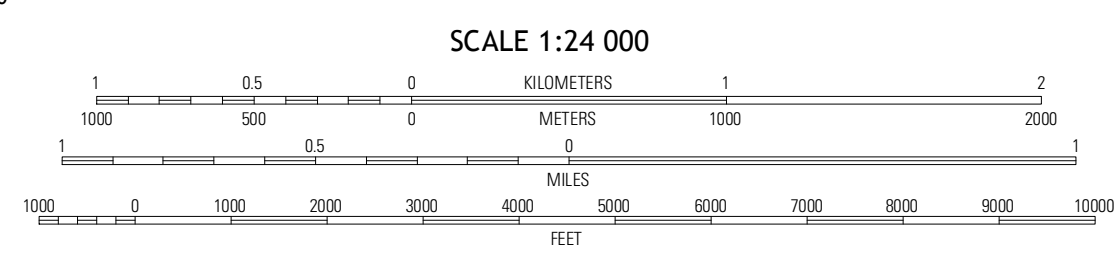 SCALE 1:24 000
1 0.5 0 KILOMETERS 1 2
1000 500 0 METERS 1000 2000
1 0.5 0 1
MILES
1000 0 1000 2000 3000 4000 5000 6000 7000 8000 9000 10000
FEET